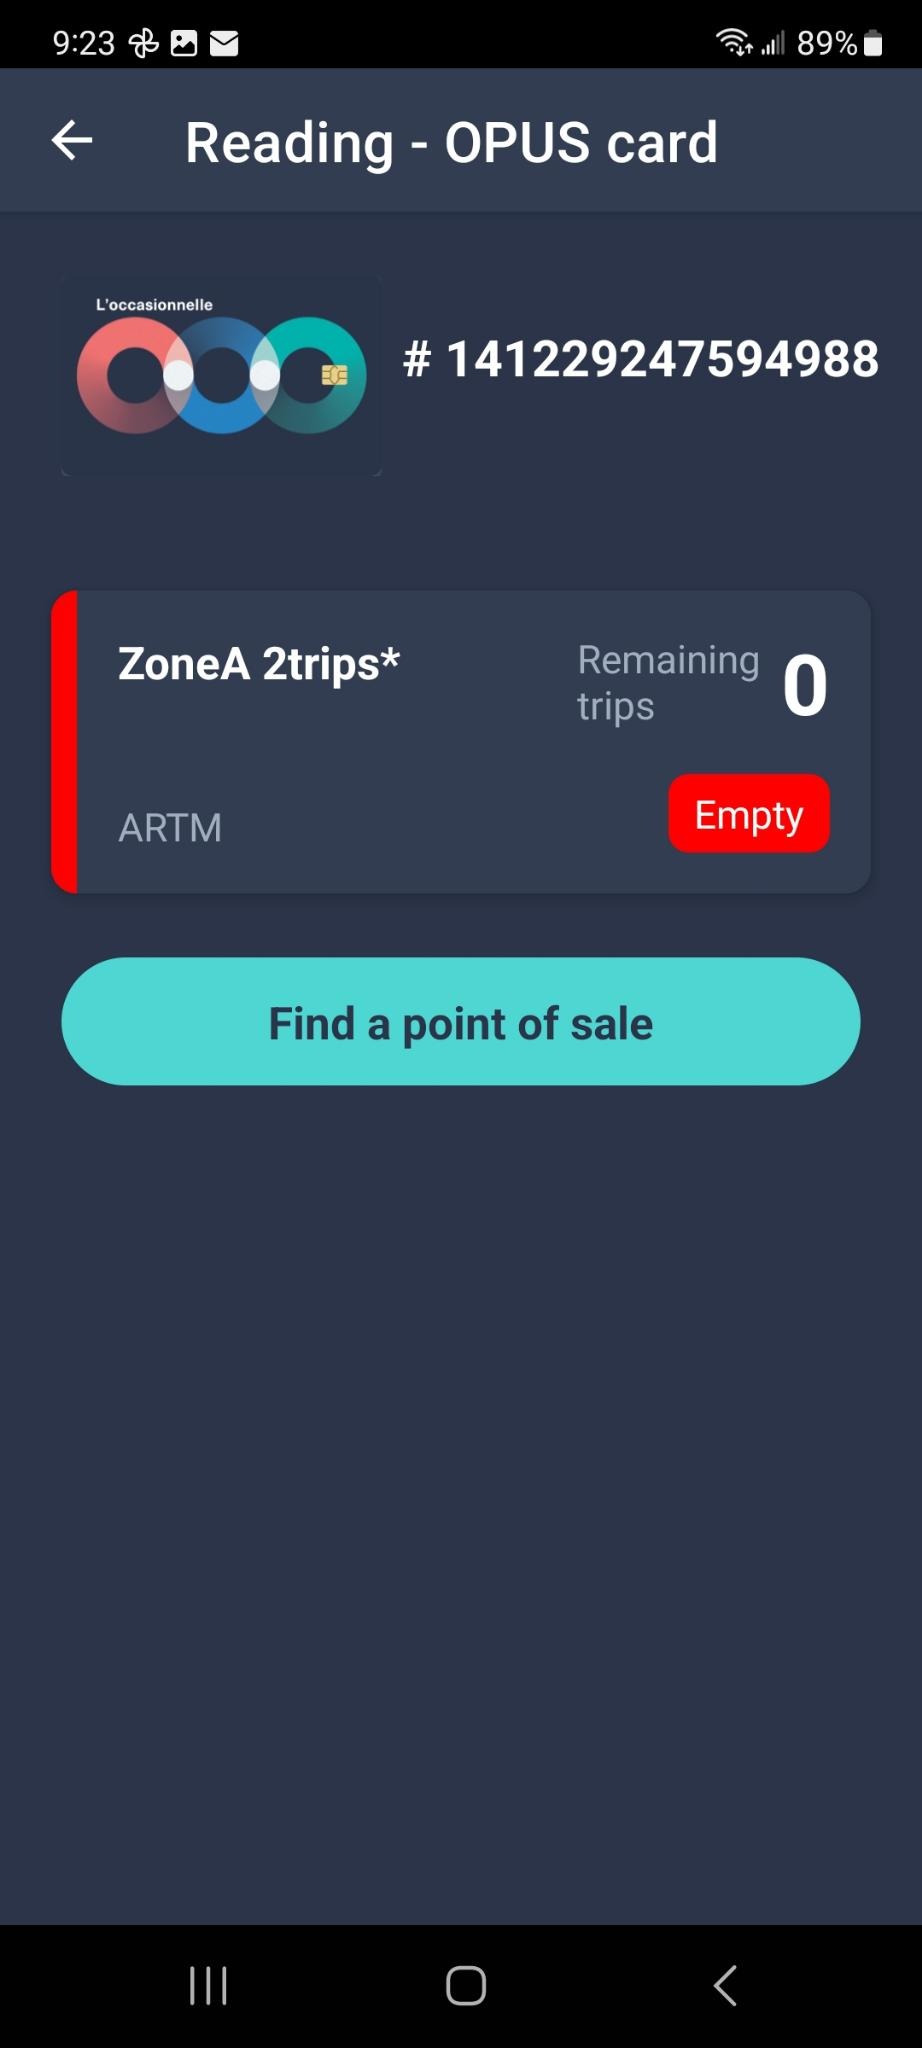 9:23
89%
Reading - OPUS card
L'occasionnelle
# 141229247594988
ZoneA 2trips*
Remaining
trips
0
ARTM
Empty
Find a point of sale